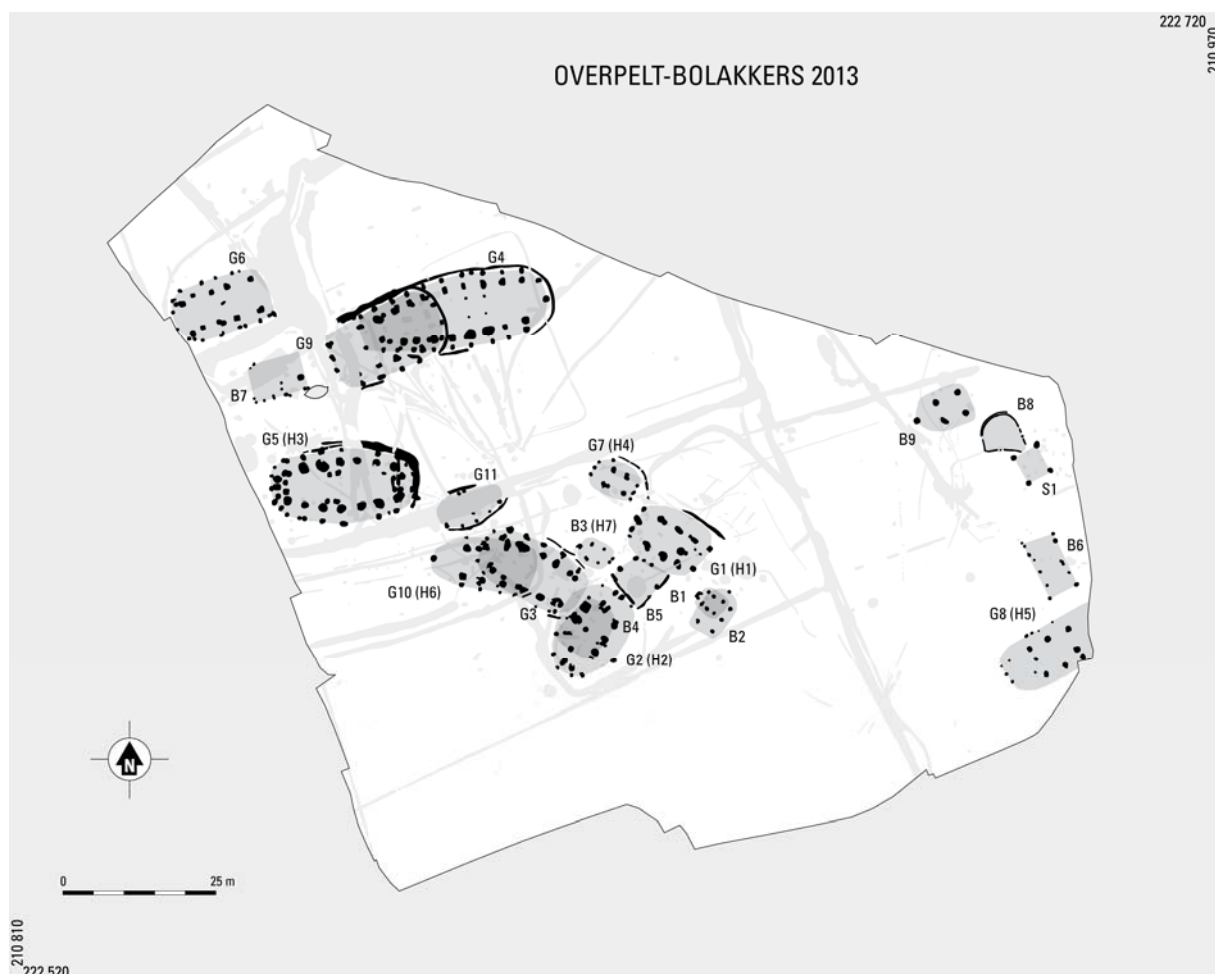 222 720
210 970
OVERPELT-BOLAKKERS 2013
G6
G4
G9
B7
B8
B9
G5 (H3)
G7 (H4)
G11
S1
B3 (H7)
B6
G1 (H1)
G10 (H6)
B1
G3
B5
G8 (H5)
B4
B2
G2 (H2)
N
0 25 m
210 810
222 520